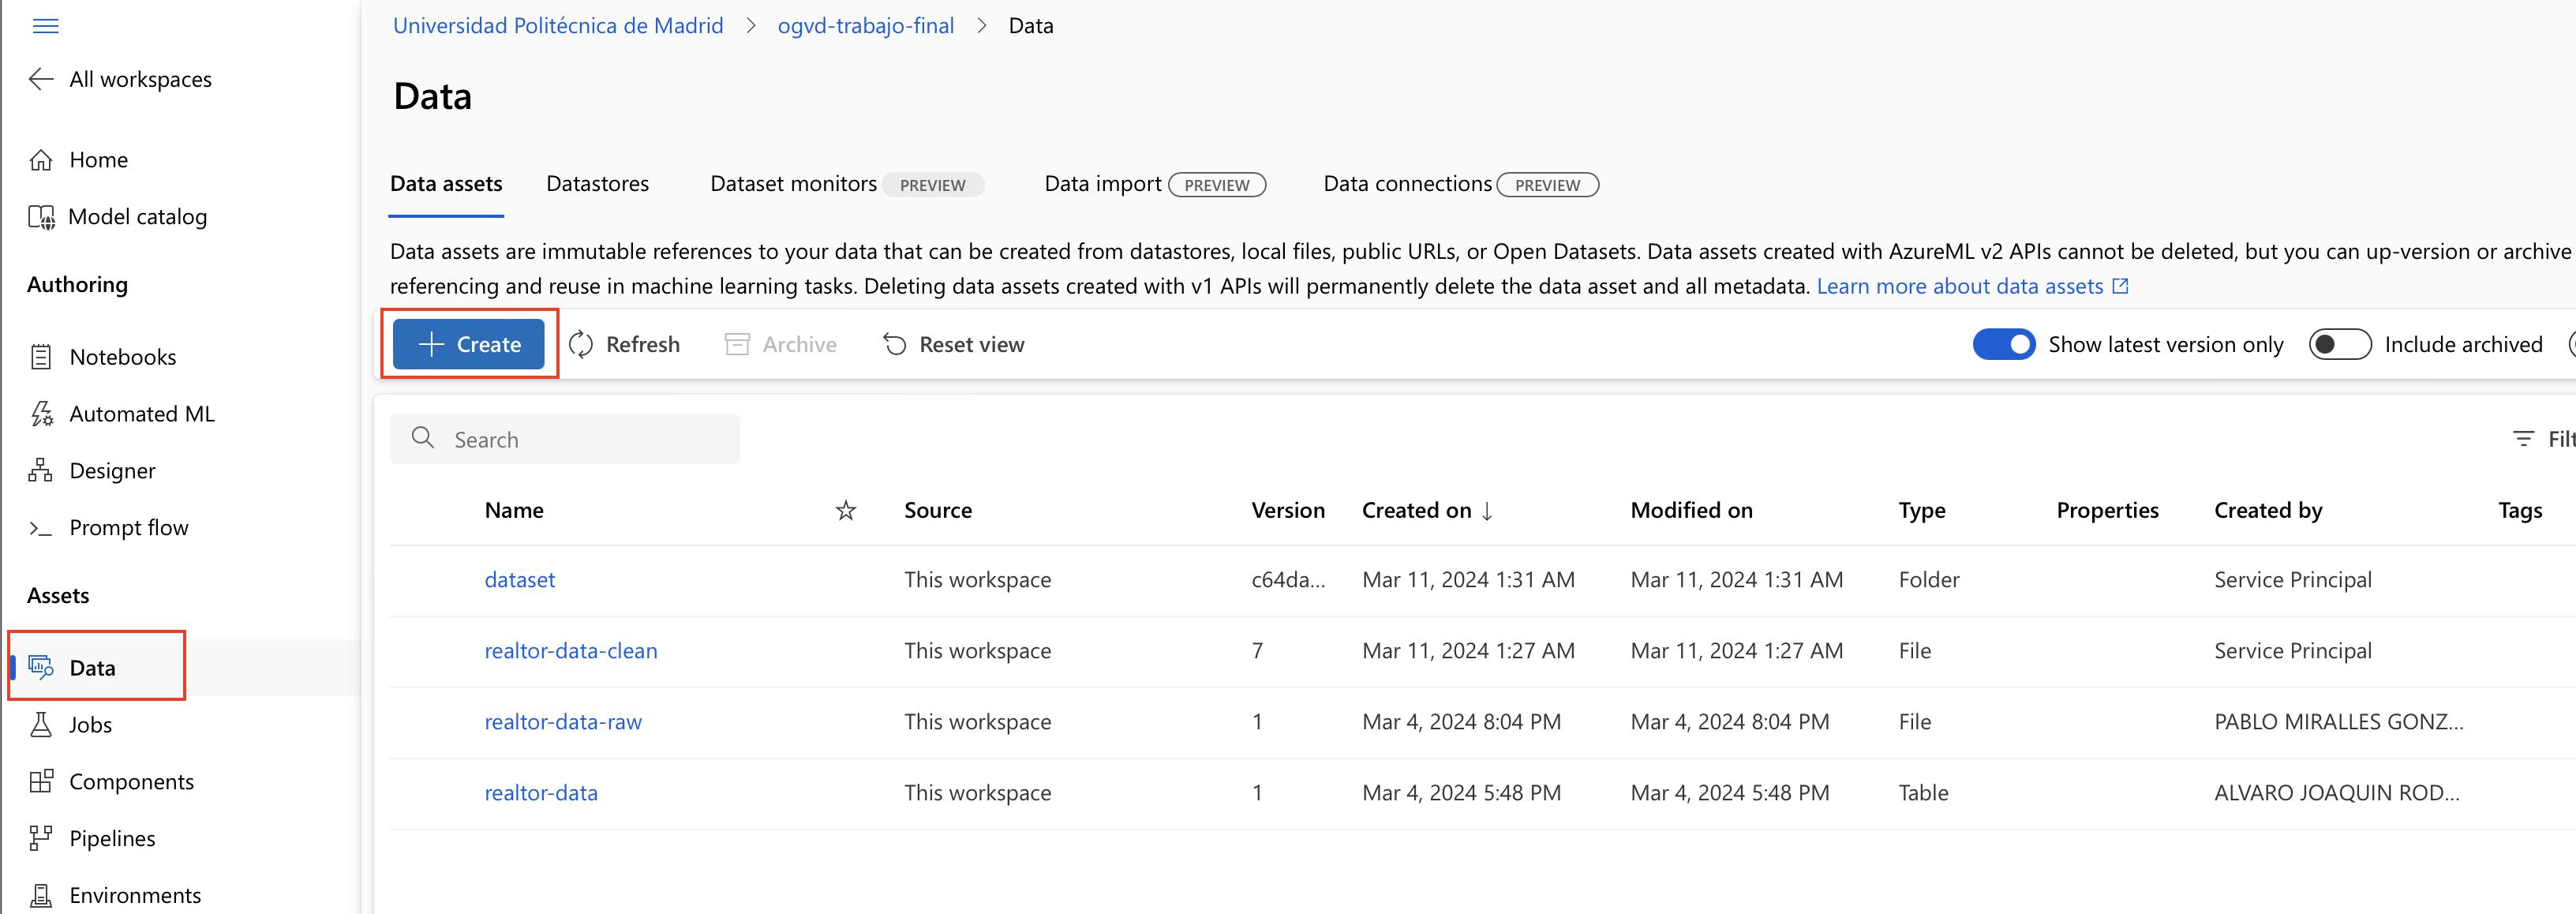 Universidad Politécnica de Madrid > ogvd-trabajo-final > Data
All workspaces
Data
Home
Model catalog
Data assets Datastores Dataset monitors PREVIEW Data import PREVIEW Data connections PREVIEW
Data assets are immutable references to your data that can be created from datastores, local files, public URLs, or Open Datasets. Data assets created with AzureML v2 APIs cannot be deleted, but you can up-version or archive
referencing and reuse in machine learning tasks. Deleting data assets created with v1 APIs will permanently delete the data asset and all metadata. Learn more about data assets
Authoring
Create Refresh Archive Reset view Show latest version only Include archived
Notebooks
Automated ML
Search
Designer
Prompt flow
Name Source Version Created on ↓ Modified on Type Properties Created by Tags
dataset This workspace c64da... Mar 11, 2024 1:31 AM Mar 11, 2024 1:31 AM Folder Service Principal
Assets
realtor-data-clean This workspace 7 Mar 11, 2024 1:27 AM Mar 11, 2024 1:27 AM File Service Principal
Data
realtor-data-raw This workspace 1 Mar 4, 2024 8:04 PM Mar 4, 2024 8:04 PM File PABLO MIRALLES GONZ...
Jobs
Components
realtor-data This workspace 1 Mar 4, 2024 5:48 PM Mar 4, 2024 5:48 PM Table ALVARO JOAQUIN ROD...
Pipelines
Environments